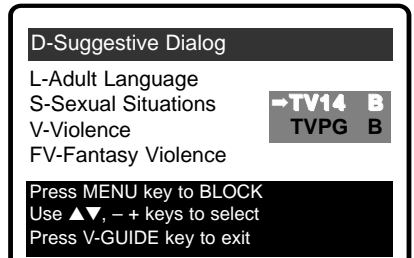 D-Suggestive Dialog
L-Adult Language
S-Sexual Situations
➡TV14 B
V-Violence
TVPG B
FV-Fantasy Violence
Press MENU key to BLOCK
Use ▲▼, – + keys to select
Press V-GUIDE key to exit